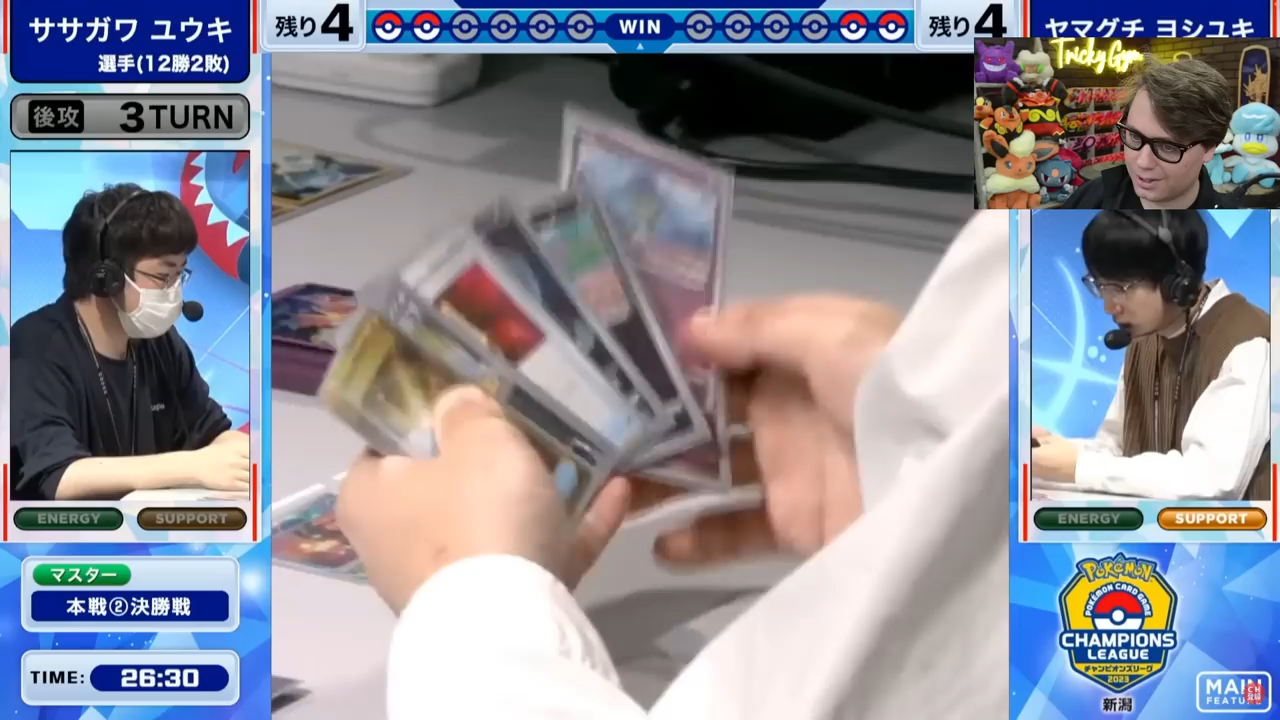 ササガワ ユウキ
選手(12勝2敗)
後攻 3TURN
残り4
WIN
残り4
ヤマグチ ヨシユキ
TrickyGym
ENERGY
SUPPORT
ENERGY
SUPPORT
マスター
本戦②決勝戦
TIME: 26:30
POKÉMON
POKÉMON CARD GAME
CHAMPIONS
LEAGUE
チャンピオンズリーグ
2023
新潟
MAIN
FEATURE